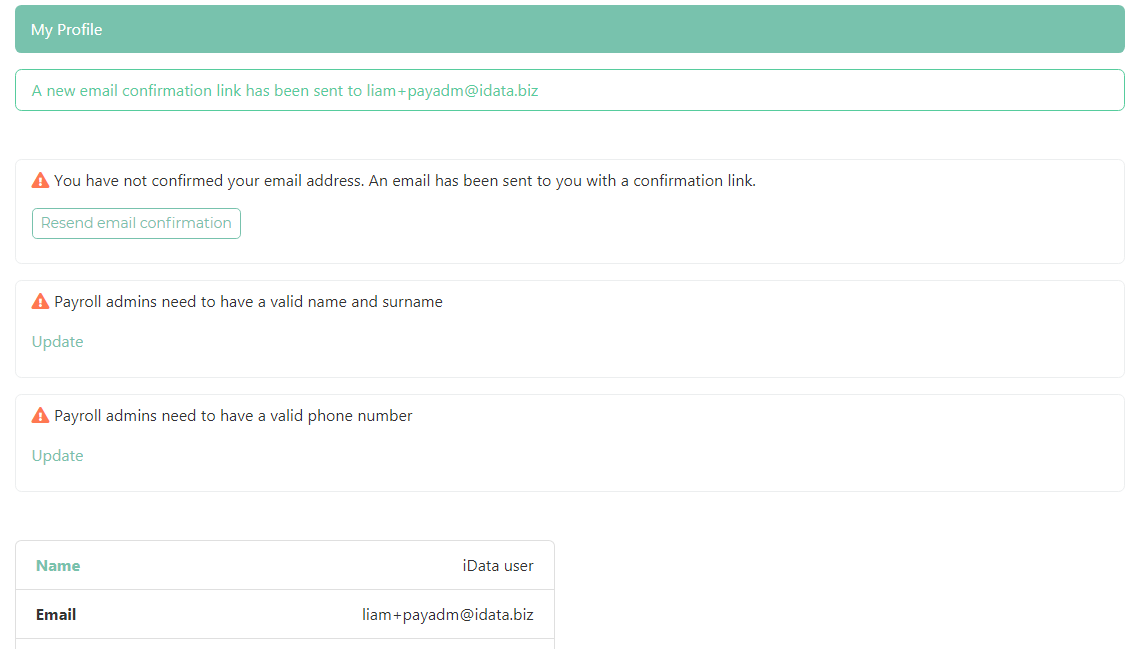 My Profile
A new email confirmation link has been sent to liam+payadm@idata.biz
You have not confirmed your email address. An email has been sent to you with a confirmation link.
Resend email confirmation
Payroll admins need to have a valid name and surname
Update
Payroll admins need to have a valid phone number
Update
Name iData user
Email liam+payadm@idata.biz